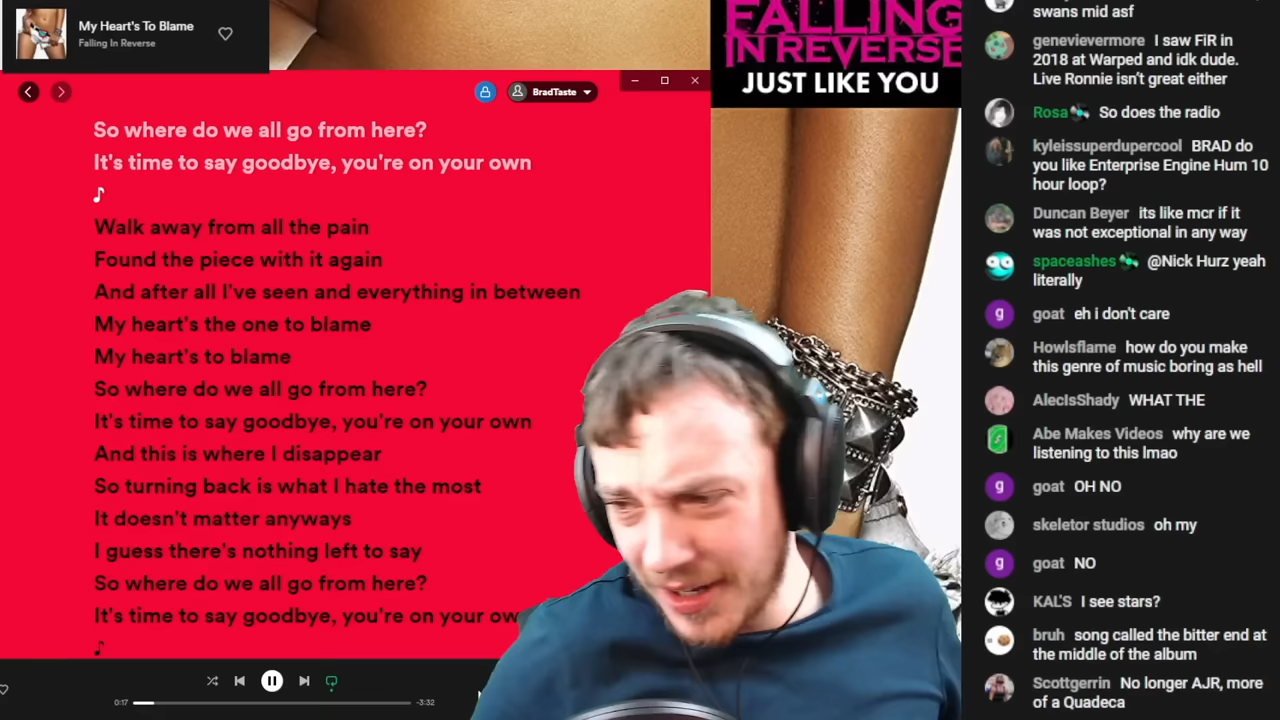 My Heart's To Blame
Falling In Reverse
BradTaste
So where do we all go from here?
It's time to say goodbye, you're on your own
♪
Walk away from all the pain
Found the piece with it again
And after all I've seen and everything in between
My heart's the one to blame
My heart's to blame
So where do we all go from here?
It's time to say goodbye, you're on your own
And this is where I disappear
So turning back is what I hate the most
It doesn't matter anyways
I guess there's nothing left to say
So where do we all go from here?
It's time to say goodbye, you're on your ow
♪
0:17
-3:32
FALLING
IN REVERSE
JUST LIKE YOU
swans mid asf
genevievermore I saw FiR in
2018 at Warped and idk dude.
Live Ronnie isn't great either
Rosa So does the radio
kyleissuperdupercool BRAD do
you like Enterprise Engine Hum 10
hour loop?
Duncan Beyer its like mcr if it
was not exceptional in any way
spaceashes @Nick Hurz yeah
literally
g goat eh i don't care
Howlsflame how do you make
this genre of music boring as hell
AlecIsShady WHAT THE
Abe Makes Videos why are we
listening to this lmao
g goat OH NO
skeletor studios oh my
g goat NO
KAL'S I see stars?
bruh song called the bitter end at
the middle of the album
Scottgerrin No longer AJR, more
of a Quadeca